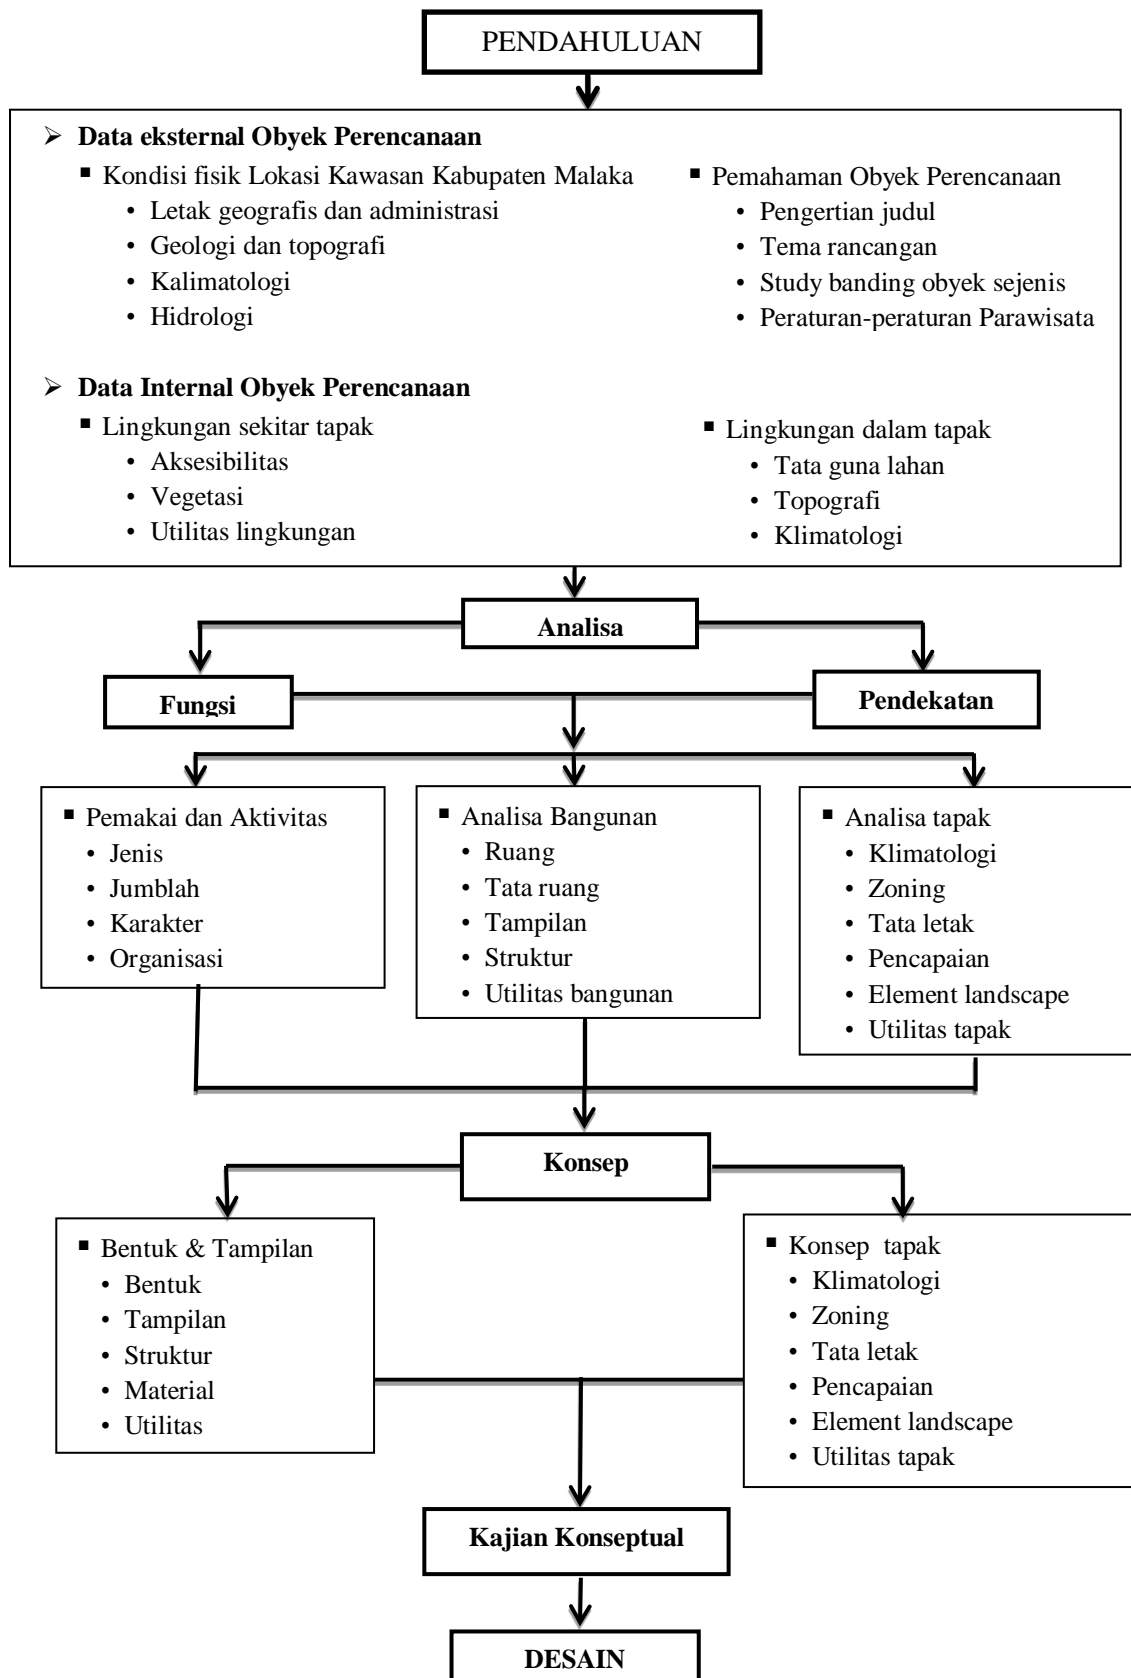 PENDAHULUAN
➢ Data eksternal Obyek Perencanaan
▪ Kondisi fisik Lokasi Kawasan Kabupaten Malaka
• Letak geografis dan administrasi
• Geologi dan topografi
• Kalimatologi
• Hidrologi
▪ Pemahaman Obyek Perencanaan
• Pengertian judul
• Tema rancangan
• Study banding obyek sejenis
• Peraturan-peraturan Parawisata
➢ Data Internal Obyek Perencanaan
▪ Lingkungan sekitar tapak
• Aksesibilitas
• Vegetasi
• Utilitas lingkungan
▪ Lingkungan dalam tapak
• Tata guna lahan
• Topografi
• Klimatologi
Analisa
Fungsi
Pendekatan
▪ Pemakai dan Aktivitas
• Jenis
• Jumblah
• Karakter
• Organisasi
▪ Analisa Bangunan
• Ruang
• Tata ruang
• Tampilan
• Struktur
• Utilitas bangunan
▪ Analisa tapak
• Klimatologi
• Zoning
• Tata letak
• Pencapaian
• Element landscape
• Utilitas tapak
Konsep
▪ Bentuk & Tampilan
• Bentuk
• Tampilan
• Struktur
• Material
• Utilitas
▪ Konsep tapak
• Klimatologi
• Zoning
• Tata letak
• Pencapaian
• Element landscape
• Utilitas tapak
Kajian Konseptual
DESAIN